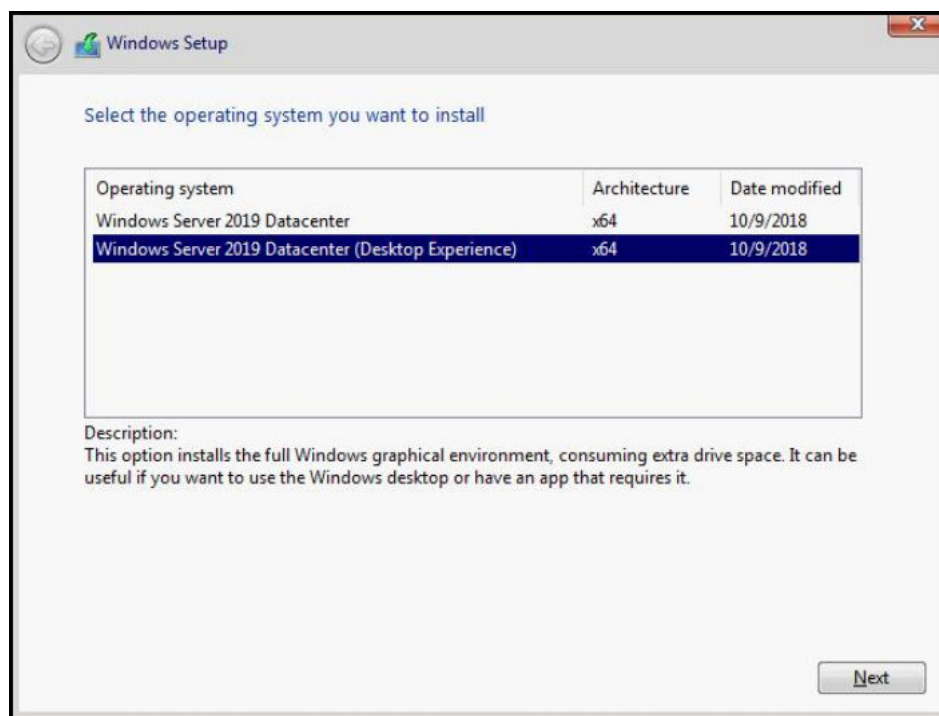 Windows Setup
Select the operating system you want to install
Operating system Architecture Date modified
Windows Server 2019 Datacenter x64 10/9/2018
Windows Server 2019 Datacenter (Desktop Experience) x64 10/9/2018
Description:
This option installs the full Windows graphical environment, consuming extra drive space. It can be
useful if you want to use the Windows desktop or have an app that requires it.
Next